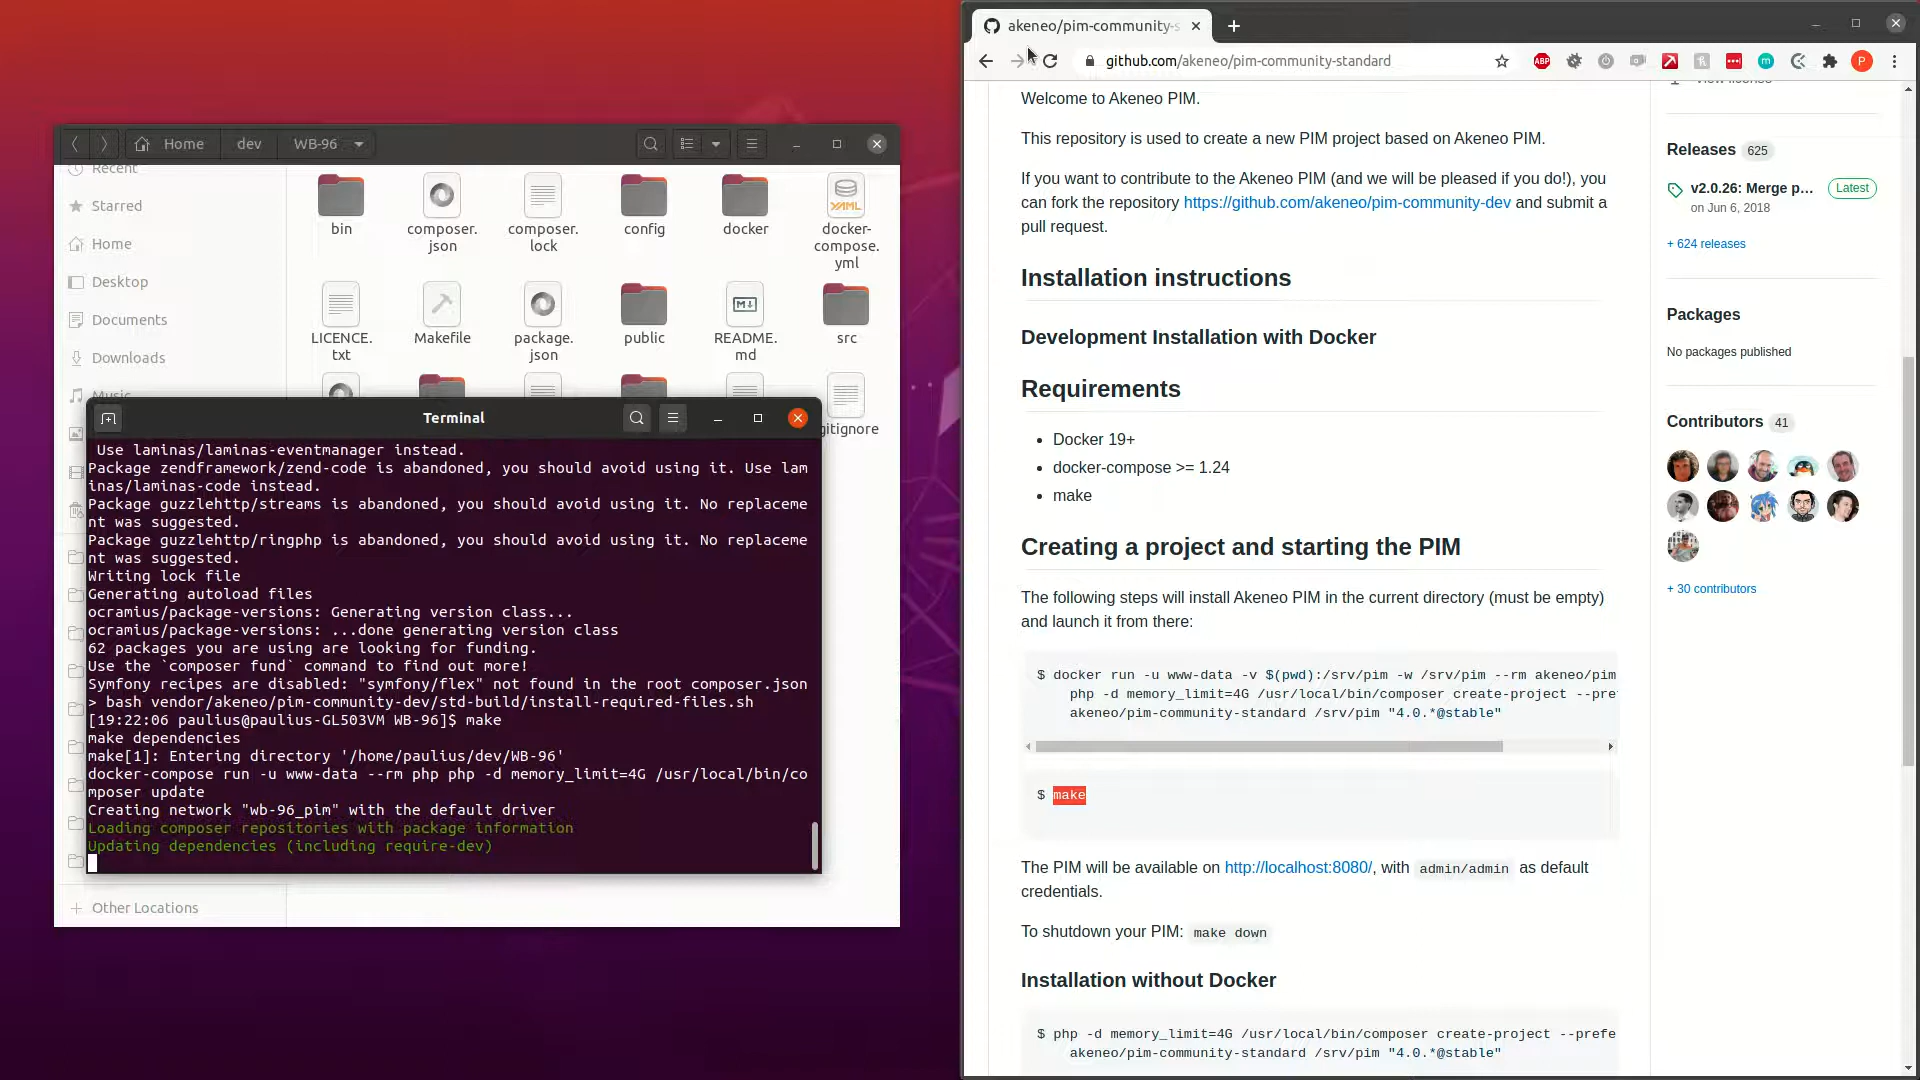 Home
dev
WB-96
Recent
Starred
Home
Desktop
Documents
Downloads
Music
Other Locations
bin
composer.
json
composer.
lock
config
docker
docker-
compose.
yml
LICENCE.
txt
Makefile
package.
json
public
README.
md
src
gitignore
Terminal
Use laminas/laminas-eventmanager instead.
Package zendframework/zend-code is abandoned, you should avoid using it. Use lam
inas/laminas-code instead.
Package guzzlehttp/streams is abandoned, you should avoid using it. No replaceme
nt was suggested.
Package guzzlehttp/ringphp is abandoned, you should avoid using it. No replaceme
nt was suggested.
Writing lock file
Generating autoload files
ocramius/package-versions: Generating version class...
ocramius/package-versions: ...done generating version class
62 packages you are using are looking for funding.
Use the `composer fund` command to find out more!
Symfony recipes are disabled: "symfony/flex" not found in the root composer.json
> bash vendor/akeneo/pim-community-dev/std-build/install-required-files.sh
[19:22:06 paulius@paulius-GL503VM WB-96]$ make
make dependencies
make[1]: Entering directory '/home/paulius/dev/WB-96'
docker-compose run -u www-data --rm php php -d memory_limit=4G /usr/local/bin/co
mposer update
Creating network "wb-96_pim" with the default driver
Loading composer repositories with package information
Updating dependencies (including require-dev)
akeneo/pim-community-s
github.com/akeneo/pim-community-standard
ABP
P
Welcome to Akeneo PIM.
This repository is used to create a new PIM project based on Akeneo PIM.
If you want to contribute to the Akeneo PIM (and we will be pleased if you do!), you
can fork the repository https://github.com/akeneo/pim-community-dev and submit a
pull request.
Installation instructions
Development Installation with Docker
Requirements
Docker 19+
docker-compose >= 1.24
make
Creating a project and starting the PIM
The following steps will install Akeneo PIM in the current directory (must be empty)
and launch it from there:
$ docker run -u www-data -v $(pwd):/srv/pim -w /srv/pim --rm akeneo/pim
php -d memory_limit=4G /usr/local/bin/composer create-project --pref
akeneo/pim-community-standard /srv/pim "4.0.*@stable"
$ make
The PIM will be available on http://localhost:8080/, with admin/admin as default
credentials.
To shutdown your PIM: make down
Installation without Docker
$ php -d memory_limit=4G /usr/local/bin/composer create-project --prefe
akeneo/pim-community-standard /srv/pim "4.0.*@stable"
View license
Releases 625
v2.0.26: Merge p... Latest
on Jun 6, 2018
+ 624 releases
Packages
No packages published
Contributors 41
+ 30 contributors